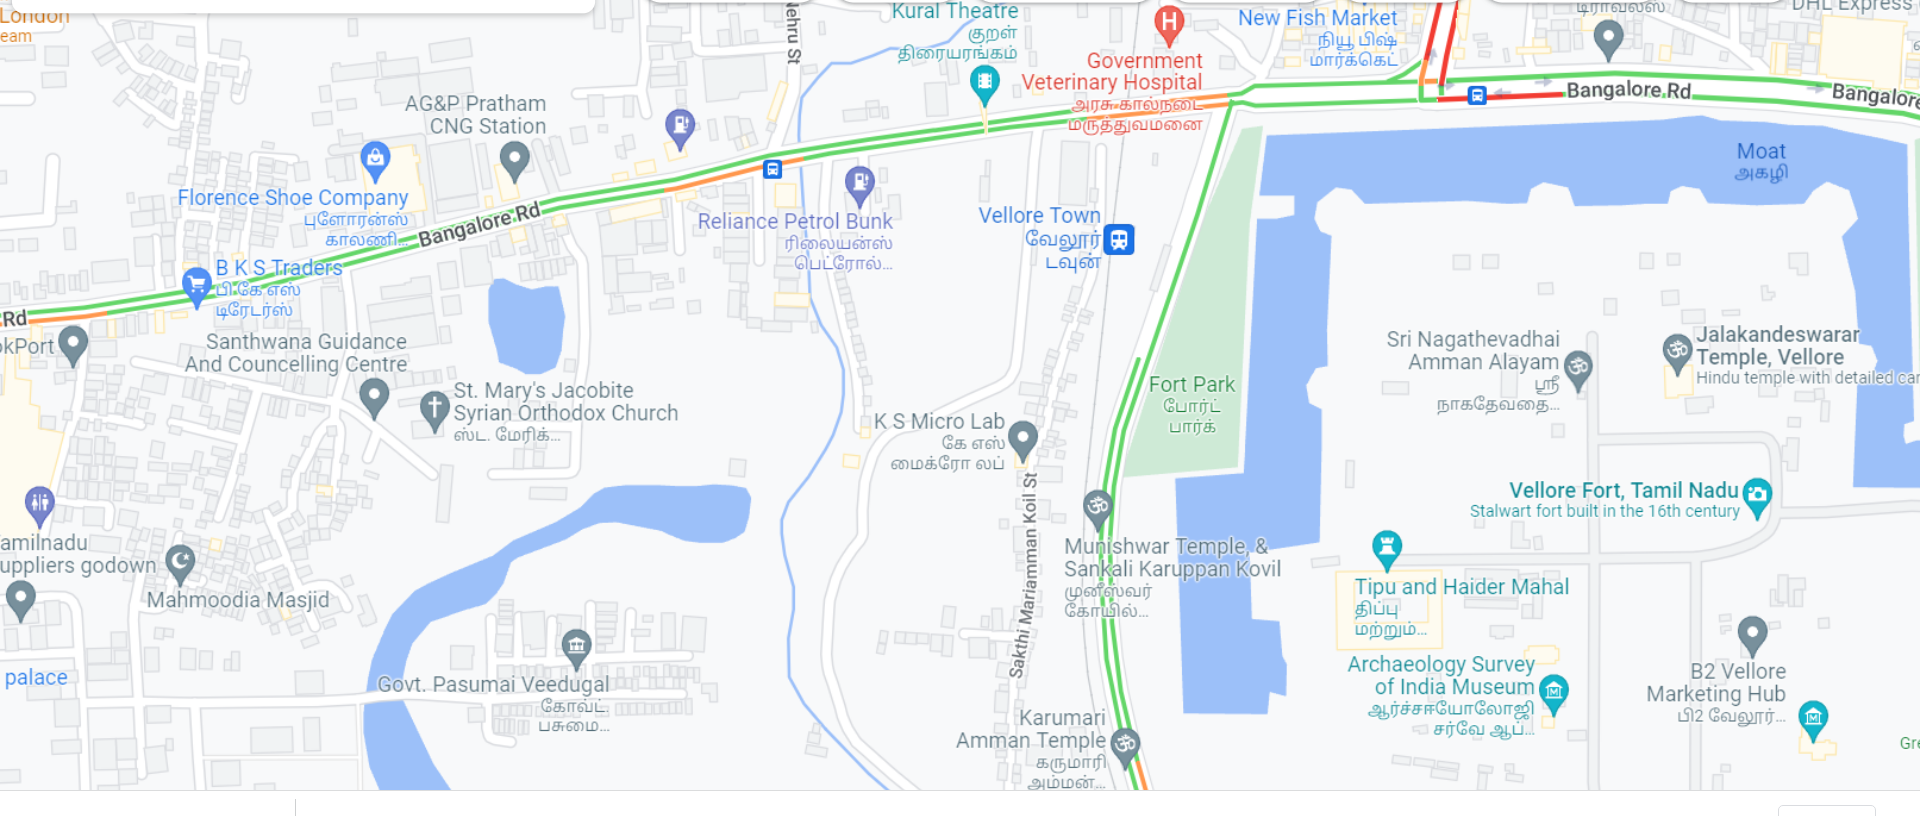 London
eam
Nehru St
Kural Theatre
குறள்
திரையரங்கம்
Government
Veterinary Hospital
அரசு கால்நடை
மருத்துவமனை
New Fish Market
நியூ பிஷ்
மார்க்கெட்
டிராவல்ஸ்
DHL Express
Bangalore Rd
Bangalore
AG&P Pratham
CNG Station
Florence Shoe Company
புளோரன்ஸ்
காலணி...
Bangalore Rd
B K S Traders
பி கே எஸ்
டிரேடர்ஸ்
Rd
okPort
Reliance Petrol Bunk
ரிலையன்ஸ்
பெட்ரோல்...
Vellore Town
வேலூர்
டவுன்
Moat
அகழி
Santhwana Guidance
And Councelling Centre
St. Mary's Jacobite
Syrian Orthodox Church
ஸ்ட. மேரிக்...
K S Micro Lab
கே எஸ்
மைக்ரோ லப்
Fort Park
போர்ட்
பார்க்
Sri Nagathevadhai
Amman Alayam
ஸ்ரீ
நாகதேவதை...
Jalakandeswarar
Temple, Vellore
Hindu temple with detailed car
Vellore Fort, Tamil Nadu
Stalwart fort built in the 16th century
amilnadu
uppliers godown
Mahmoodia Masjid
Sakthi Mariamman Koil St
Munishwar Temple, &
Sankali Karuppan Kovil
முனீஸ்வர்
கோயில்...
Tipu and Haider Mahal
திப்பு
மற்றும்...
palace
Govt. Pasumai Veedugal
கோவ்ட்.
பசுமை...
Archaeology Survey
of India Museum
ஆர்ச்சஈயோலோஜி
சர்வே ஆப்...
B2 Vellore
Marketing Hub
பி2 வேலூர்...
Karumari
Amman Temple
கருமாரி
அம்மன்...
Gre